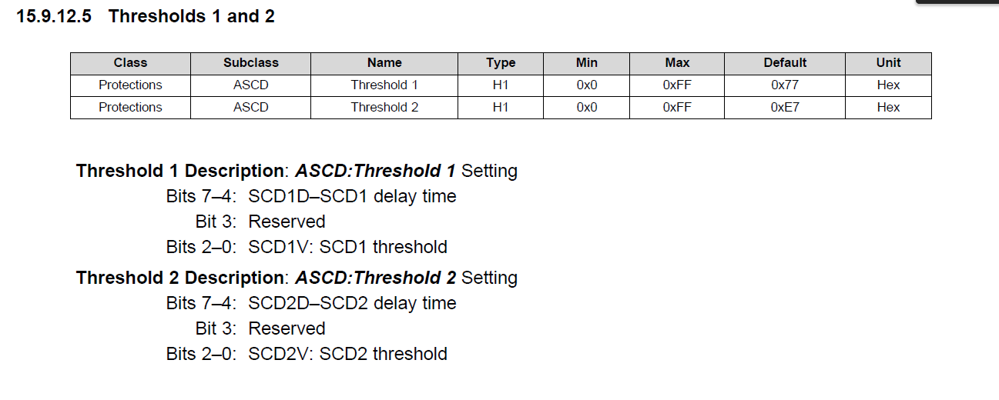 15.9.12.5 Thresholds 1 and 2
Class Subclass Name Type Min Max Default Unit
Protections ASCD Threshold 1 H1 0x0 0xFF 0x77 Hex
Protections ASCD Threshold 2 H1 0x0 0xFF 0xE7 Hex
Threshold 1 Description: ASCD:Threshold 1 Setting
Bits 7–4: SCD1D–SCD1 delay time
Bit 3: Reserved
Bits 2–0: SCD1V: SCD1 threshold
Threshold 2 Description: ASCD:Threshold 2 Setting
Bits 7–4: SCD2D–SCD2 delay time
Bit 3: Reserved
Bits 2–0: SCD2V: SCD2 threshold